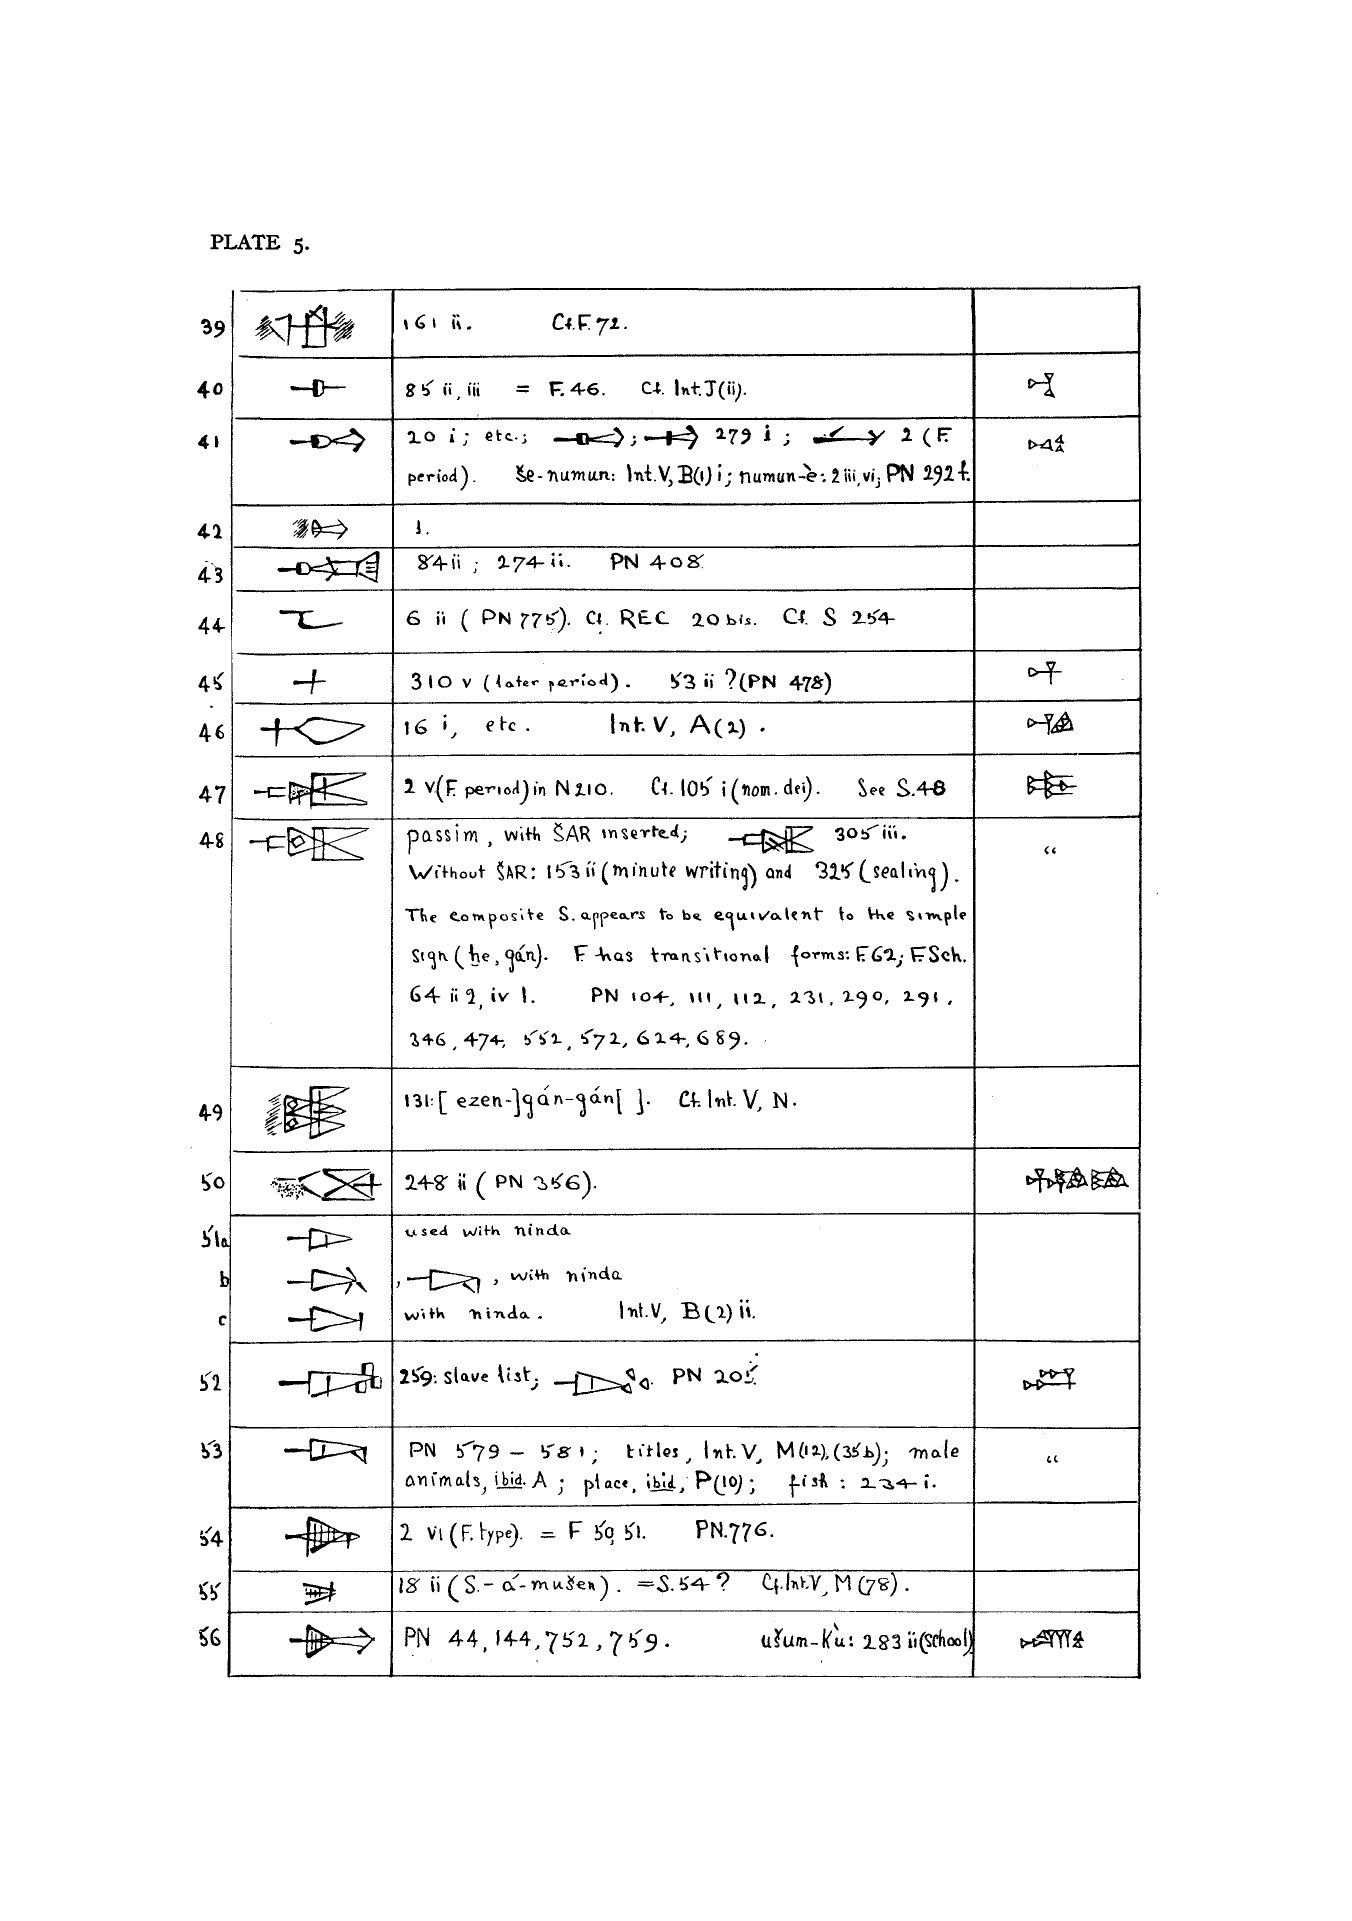 PLATE 5.
39 161 ii. Cf. F. 72.
40 85 ii, iii = F. 46. Cf. Int. J(ii).
41 20 i; etc.; ; 279 i; 2 (F.
period). še-numun: Int. V, B(1) i; numun-è: 2 iii, vi; PN 292 f.
42 1.
43 84 ii; 274 ii. PN 408.
44 6 ii (PN 775). Cf. REC 20 bis. Cf. S 254
45 310 v (later period). 53 ii ? (PN 478)
46 16 i, etc. Int. V, A(2).
47 2 v (F. period) in N 210. Cf. 105 i (nom. dei). See S. 48
48 passim, with ŠAR inserted; 305 iii. "
Without ŠAR: 153 ii (minute writing) and 325 (sealing).
The composite S. appears to be equivalent to the simple
sign (ḫe, gán). F has transitional forms: F. 62; F. Sch.
64 ii 2, iv 1. PN 104, 111, 112, 231, 290, 291,
346, 474, 552, 572, 624, 689.
49 131: [ezen-]gán-gán[ ]. Cf. Int. V, N.
50 248 ii (PN 356).
51a used with ninda
b , , with ninda
c with ninda. Int. V, B(2) ii.
52 259: slave list; PN 205.
53 PN 579 – 581; titles, Int. V, M(12), (35b); male "
animals, ibid. A; place, ibid, P(10); fish: 234 i.
54 2 vi (F. type). = F 50, 51. PN. 776.
55 18 ii (S. - á - mušen). = S. 54? Cf. Int. V, M(78).
56 PN 44, 144, 752, 759. ušum-kù: 283 ii (school)